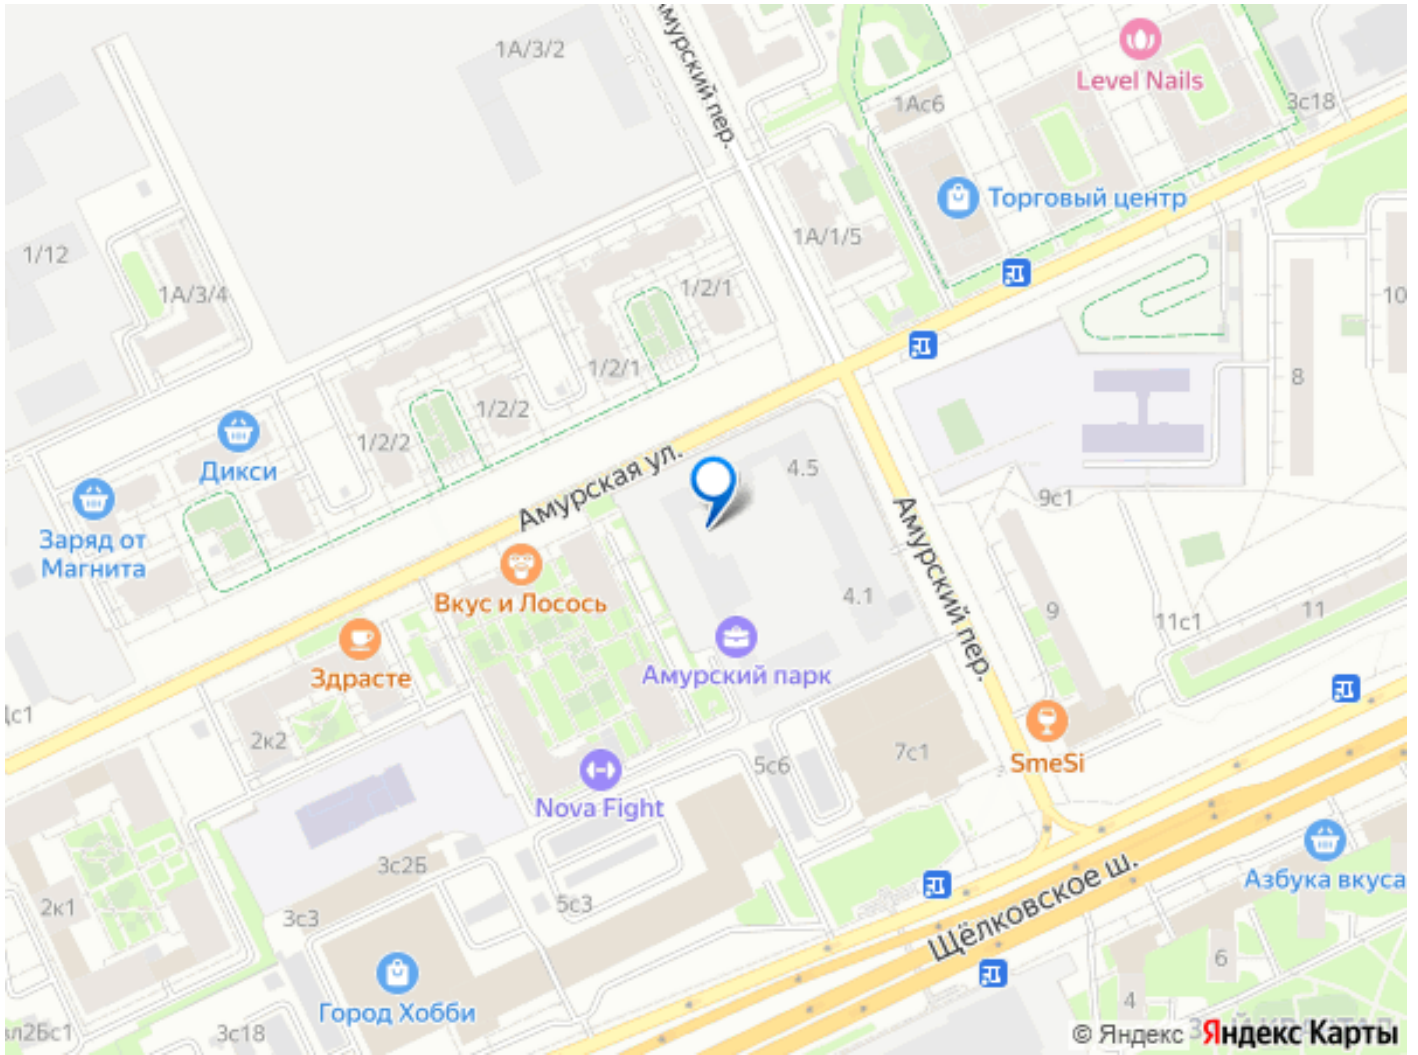 1А/3/2
Амурский пер.
Level Nails
1Ас6
3с18
Торговый центр
1/12
1А/1/5
1А/3/4
1/2/1
10
1/2/1
8
1/2/2
1/2/2
Дикси
Амурская ул.
4.5
9с1
Заряд от
Магнита
Амурский пер.
Вкус и Лосось
4.1
9
11с1
11
Здрасте
Амурский парк
2к2
7с1
SmeSi
5с6
Nova Fight
3с2Б
Азбука вкуса
2к1
3с3
5с3
Щёлковское ш.
6
Город Хобби
4
3с18
© Яндекс Яндекс Карты